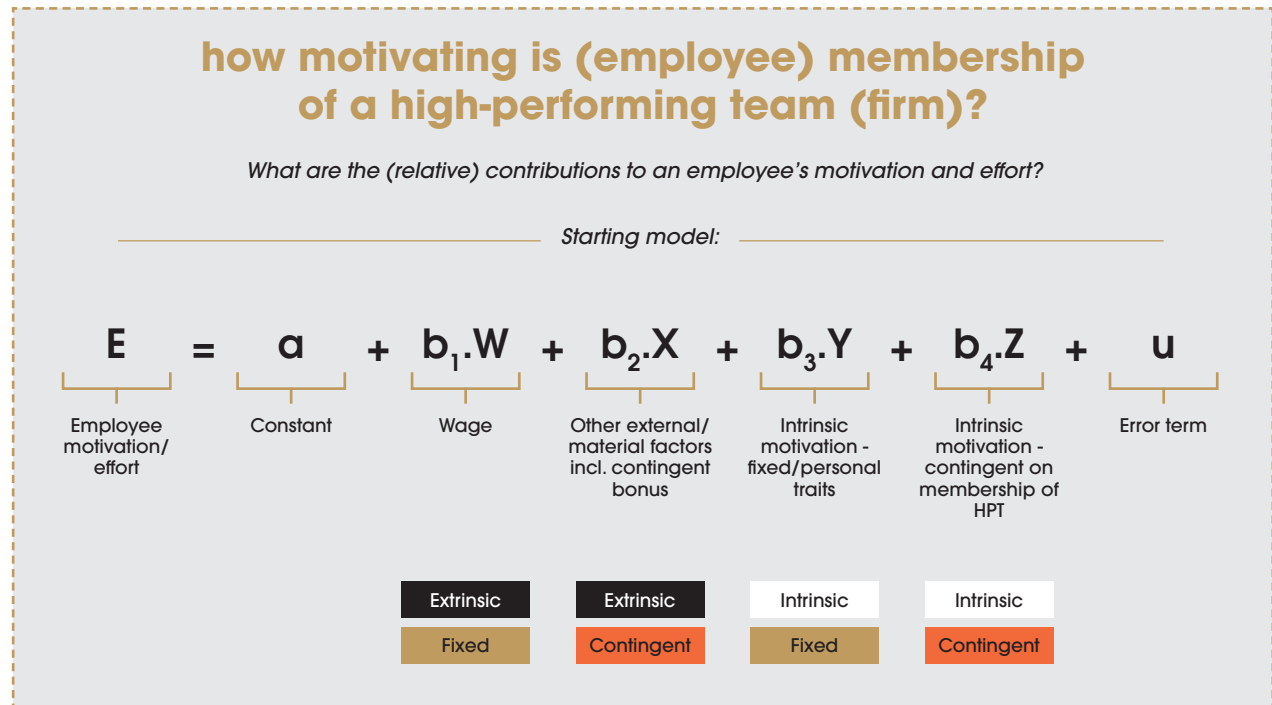 how motivating is (employee) membership
of a high-performing team (firm)?
What are the (relative) contributions to an employee's motivation and effort?
Starting model:
E = a + b₁.W + b₂.X + b₃.Y + b₄.Z + u
Employee
motivation/
effort
Constant
Wage
Other external/
material factors
incl. contingent
bonus
Intrinsic
motivation -
fixed/personal
traits
Intrinsic
motivation -
contingent on
membership of
HPT
Error term
Extrinsic
Fixed
Extrinsic
Contingent
Intrinsic
Fixed
Intrinsic
Contingent